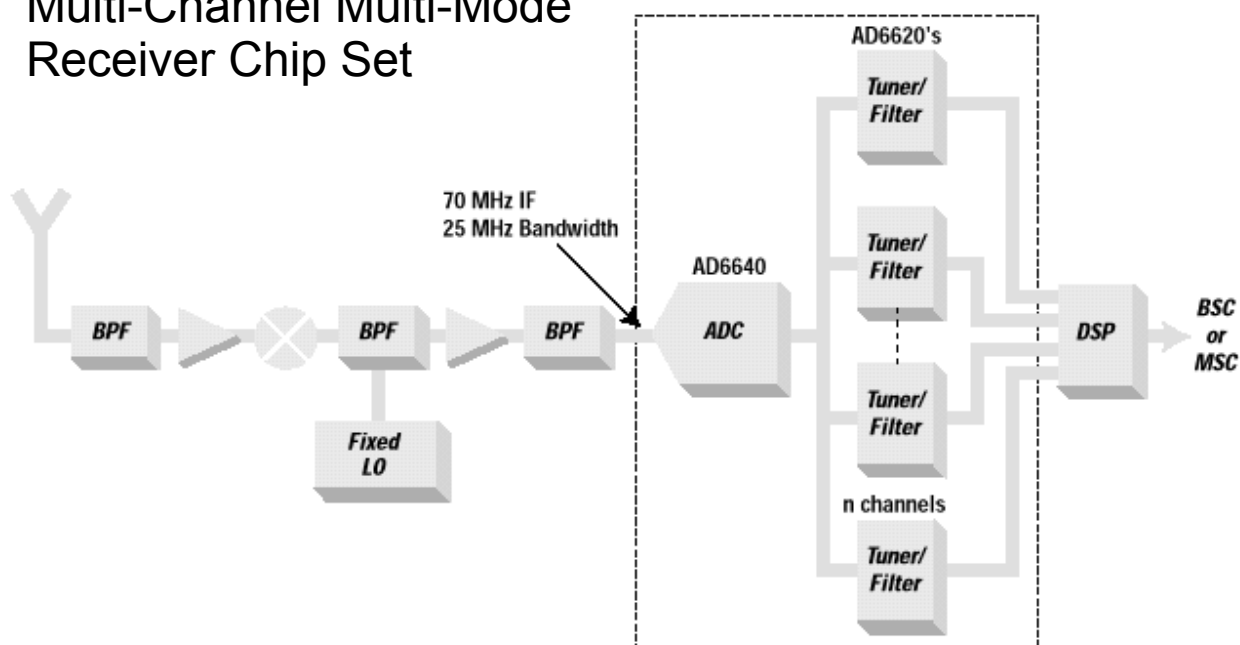 Multi-Channel Multi-Mode
Receiver Chip Set
AD6620's
Tuner/
Filter
70 MHz IF
25 MHz Bandwidth
AD6640
Tuner/
Filter
BPF
BPF
BPF
ADC
DSP
BSC
or
MSC
Fixed
LO
Tuner/
Filter
n channels
Tuner/
Filter